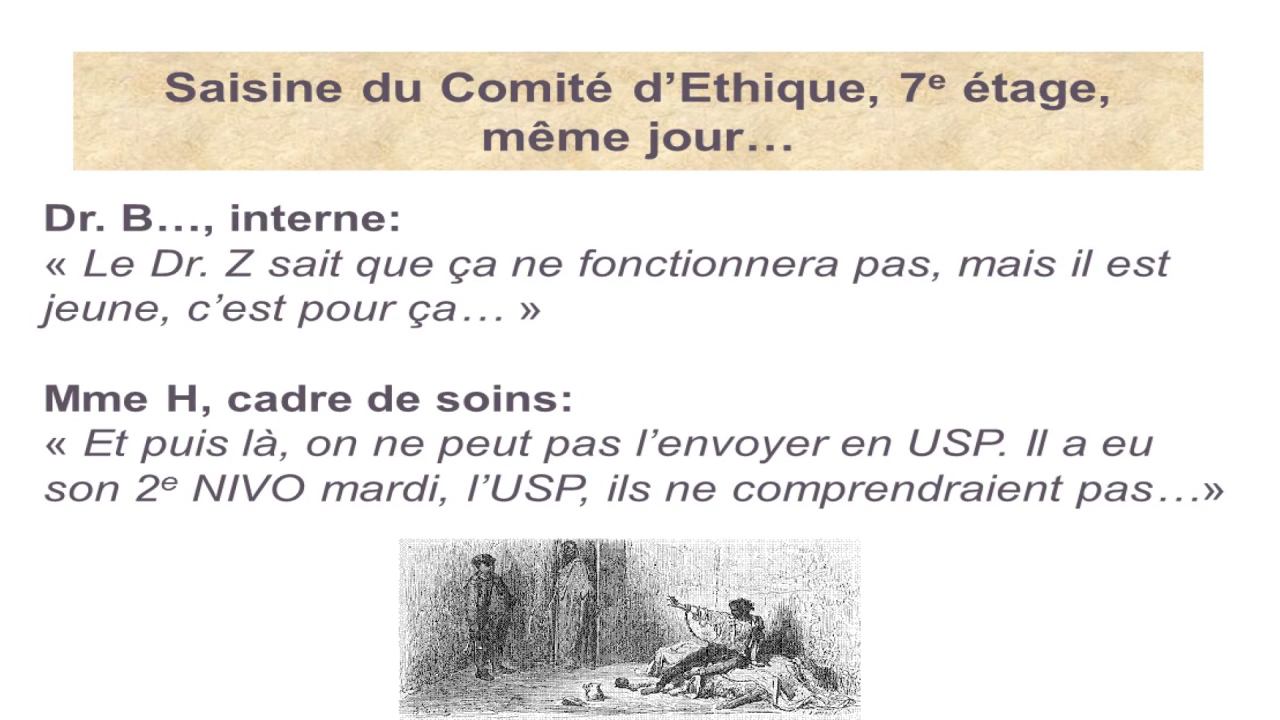 Saisine du Comité d’Ethique, 7e étage,
même jour…
Dr. B…, interne:
« Le Dr. Z sait que ça ne fonctionnera pas, mais il est
jeune, c’est pour ça… »
Mme H, cadre de soins:
« Et puis là, on ne peut pas l’envoyer en USP. Il a eu
son 2e NIVO mardi, l’USP, ils ne comprendraient pas…»